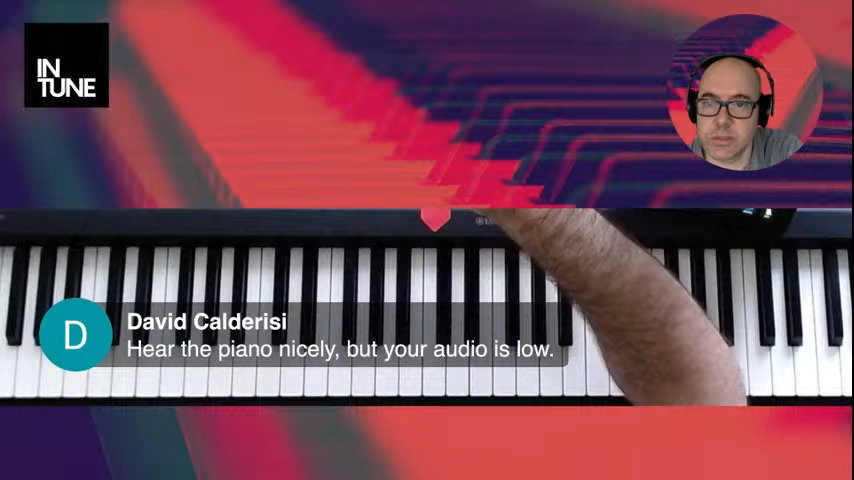 IN
TUNE
David Calderisi
Hear the piano nicely, but your audio is low.
D